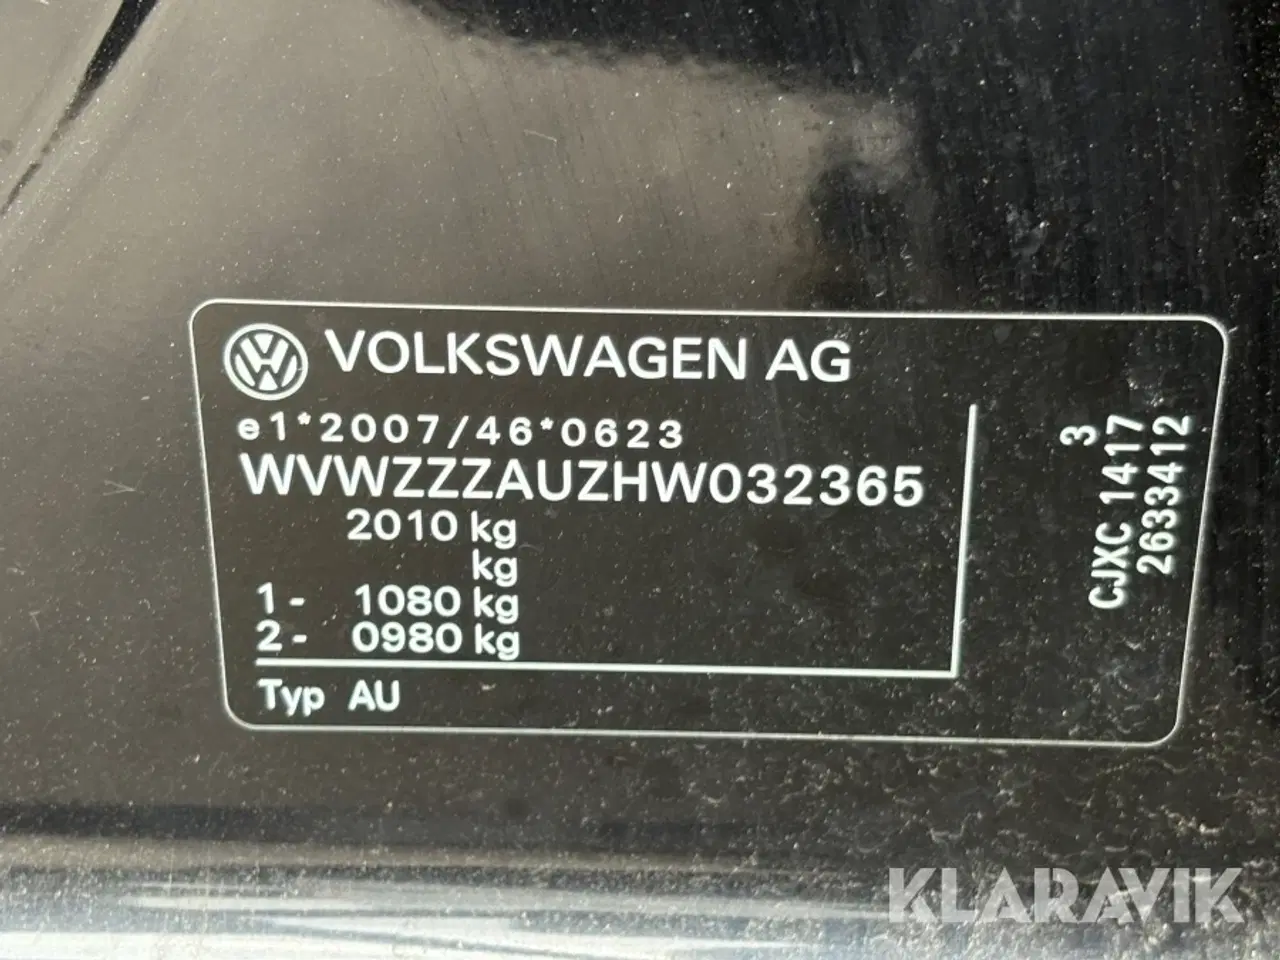 VOLKSWAGEN AG
e1*2007/46*0623
WVWZZZAUZHW032365
2010 kg
kg
1- 1080 kg
2- 0980 kg
Typ AU
3
CJXC 1417
2633412
KLARAVIK